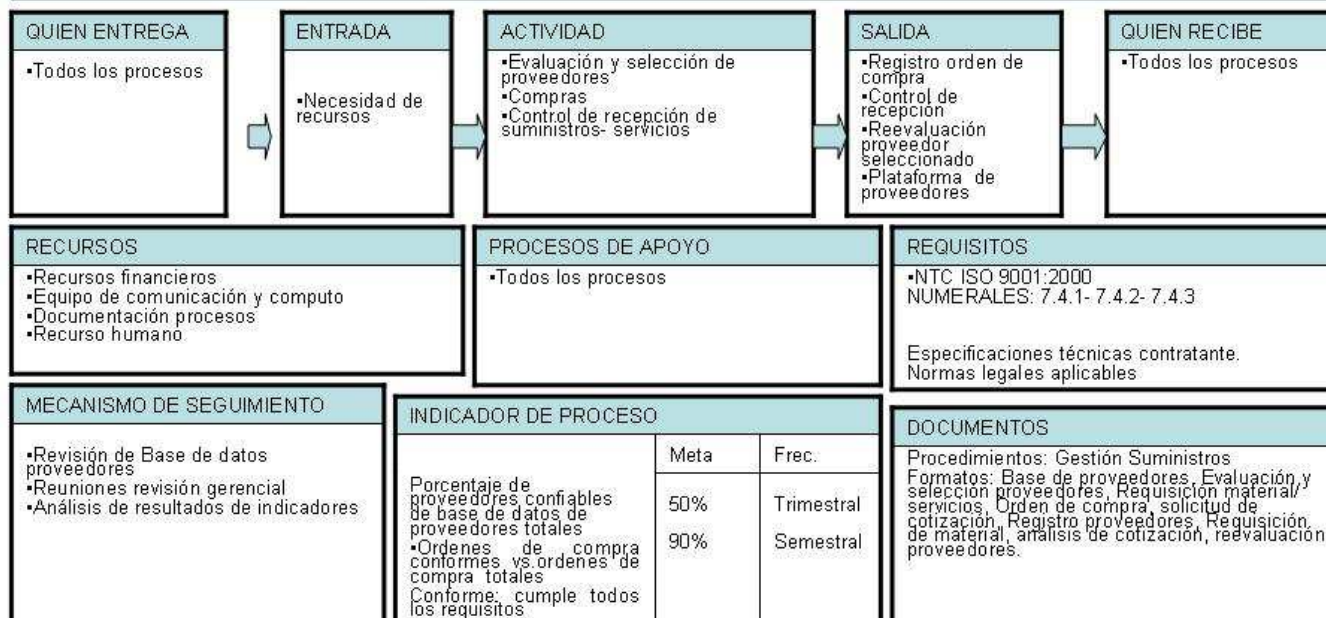 QUIEN ENTREGA
▪Todos los procesos
ENTRADA
▪Necesidad de
recursos
ACTIVIDAD
▪Evaluación y selección de
proveedores
▪Compras
▪Control de recepción de
suministros- servicios
SALIDA
▪Registro orden de
compra
▪Control de
recepción
▪Reevaluación
proveedor
seleccionado
▪Plataforma de
proveedores
QUIEN RECIBE
▪Todos los procesos
RECURSOS
▪Recursos financieros
▪Equipo de comunicación y computo
▪Documentación procesos
▪Recurso humano
PROCESOS DE APOYO
▪Todos los procesos
REQUISITOS
▪NTC ISO 9001:2000
NUMERALES: 7.4.1- 7.4.2- 7.4.3
Especificaciones técnicas contratante.
Normas legales aplicables
MECANISMO DE SEGUIMIENTO
▪Revisión de Base de datos
proveedores
▪Reuniones revisión gerencial
▪Análisis de resultados de indicadores
INDICADOR DE PROCESO
Meta Frec.
Porcentaje de
proveedores confiables
de base de datos de
proveedores totales
50% Trimestral
▪Ordenes de compra
conformes vs.ordenes de
compra totales
90% Semestral
Conforme: cumple todos
los requisitos
DOCUMENTOS
Procedimientos: Gestión Suministros
Formatos: Base de proveedores, Evaluación y
selección proveedores, Requisición material/
servicios, Orden de compra, solicitud de
cotización, Registro proveedores, Requisición
de material, análisis de cotización, reevaluación
proveedores.